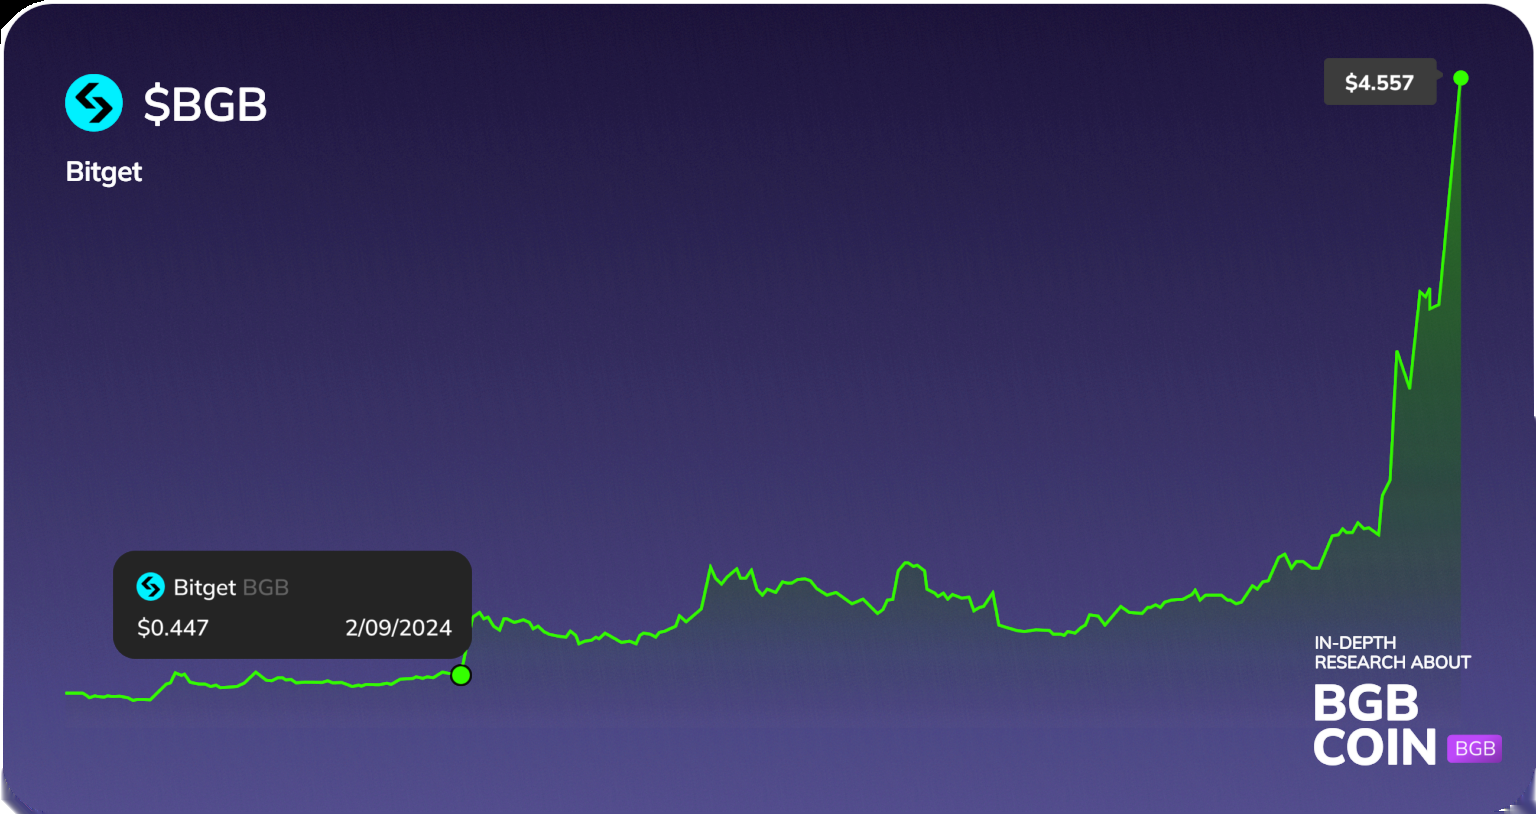 $BGB
Bitget
$4.557
Bitget BGB
$0.447 2/09/2024
IN-DEPTH
RESEARCH ABOUT
BGB
COIN BGB